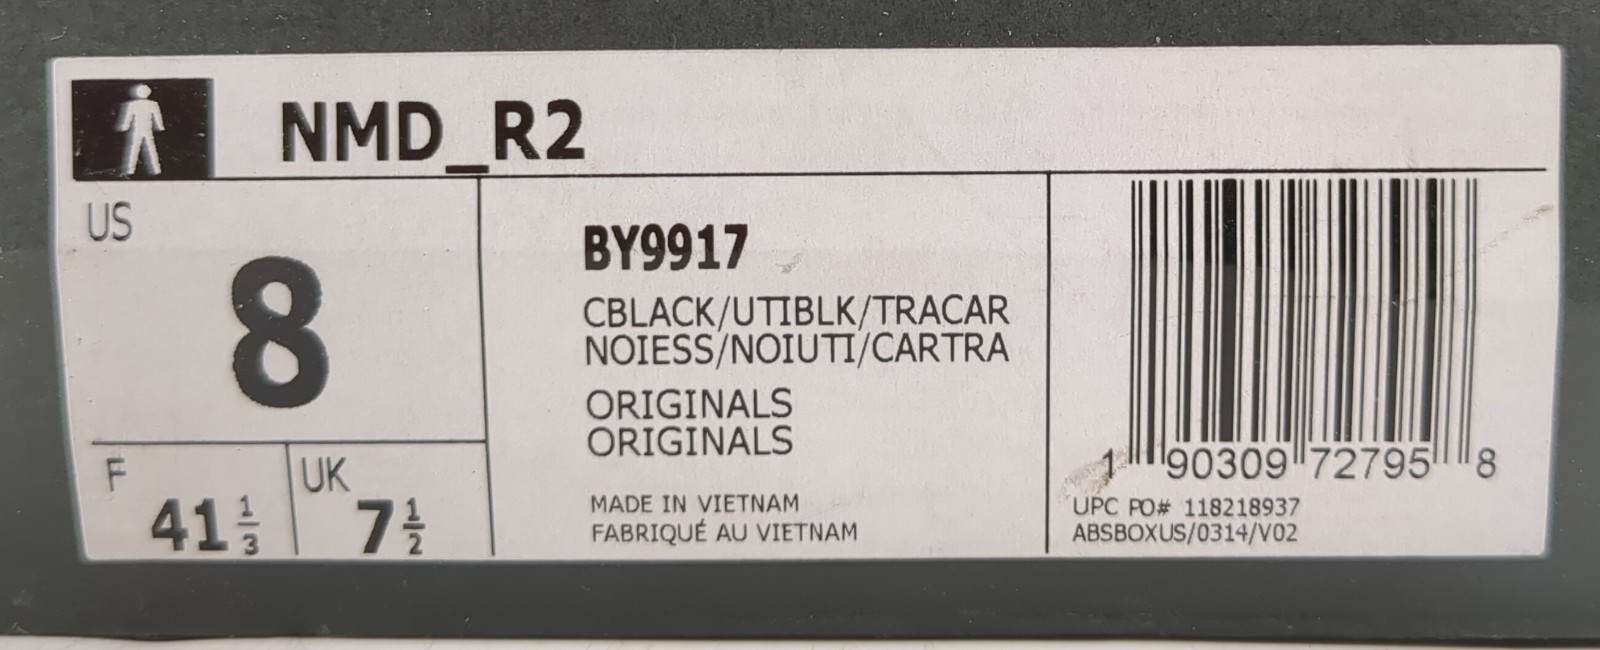 NMD_R2
US
8
F
41 1/3
UK
7 1/2
BY9917
CBLACK/UTIBLK/TRACAR
NOIESS/NOIUTI/CARTRA
ORIGINALS
ORIGINALS
MADE IN VIETNAM
FABRIQUÉ AU VIETNAM
1 90309 72795 8
UPC PO# 118218937
ABSBOXUS/0314/V02